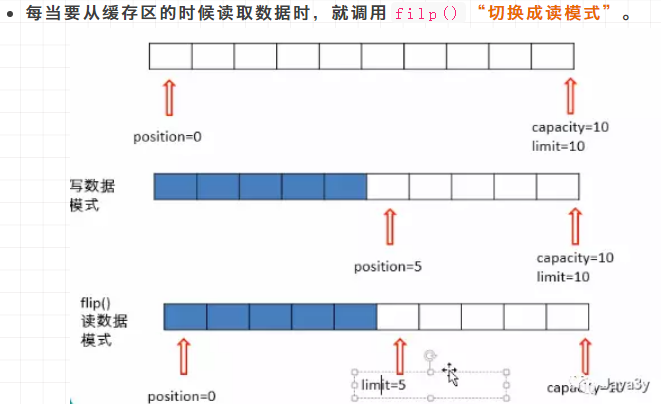 • 每当要从缓存区的时候读取数据时，就调用 filp() “切换成读模式”。
position=0
capacity=10
limit=10
写数据
模式
position=5
capacity=10
limit=10
flip()
读数据
模式
position=0
limit=5
capacity=10
Java3y